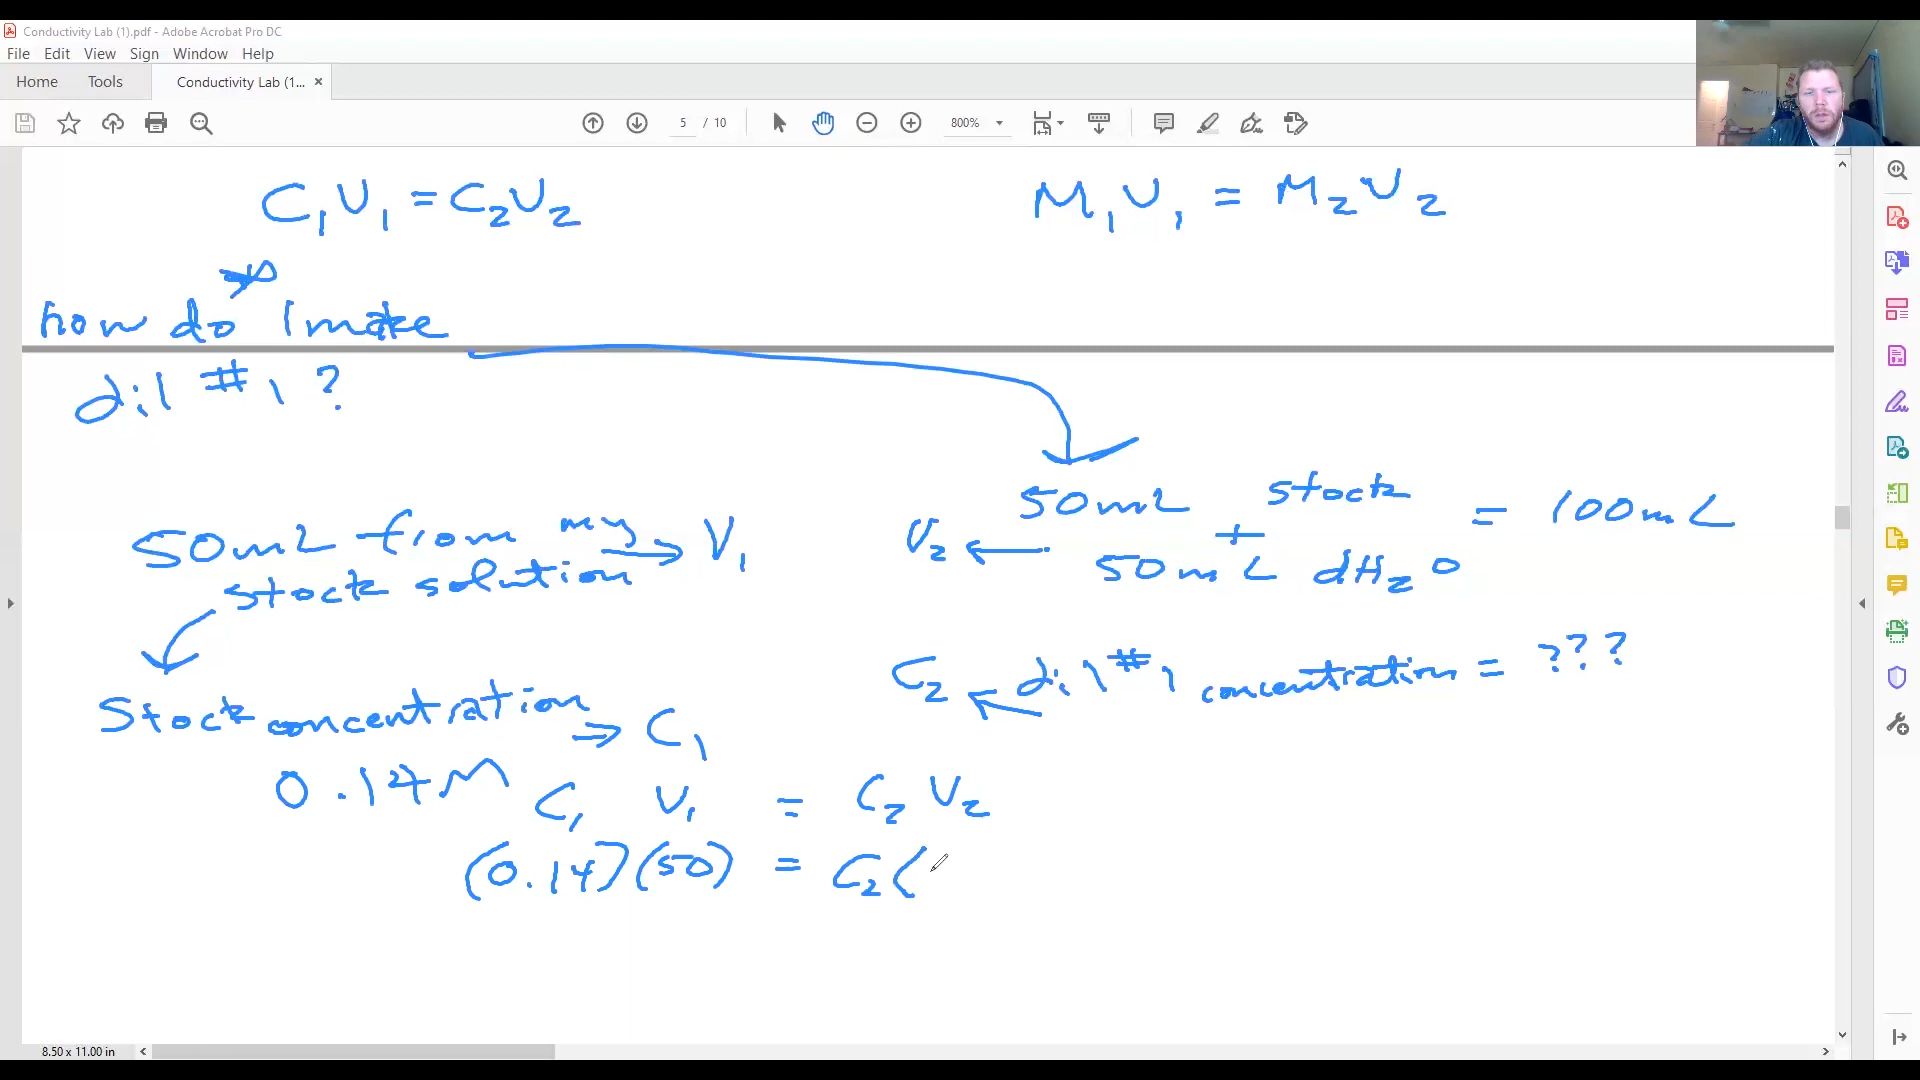 Conductivity Lab (1).pdf - Adobe Acrobat Pro DC
File Edit View Sign Window Help
Home Tools Conductivity Lab (1... ×
5 / 10 800%
C₁V₁ = C₂V₂
M₁V₁ = M₂V₂
how do I make
dil #1 ?
50mL from my → V₁
stock solution
Stock concentration → C₁
0.14M
V₂ ← 50mL stock + 50mL dH₂O = 100mL
C₂ ← dil #1 concentration = ???
C₁ V₁ = C₂ V₂
(0.14)(50) = C₂(
8.50 x 11.00 in